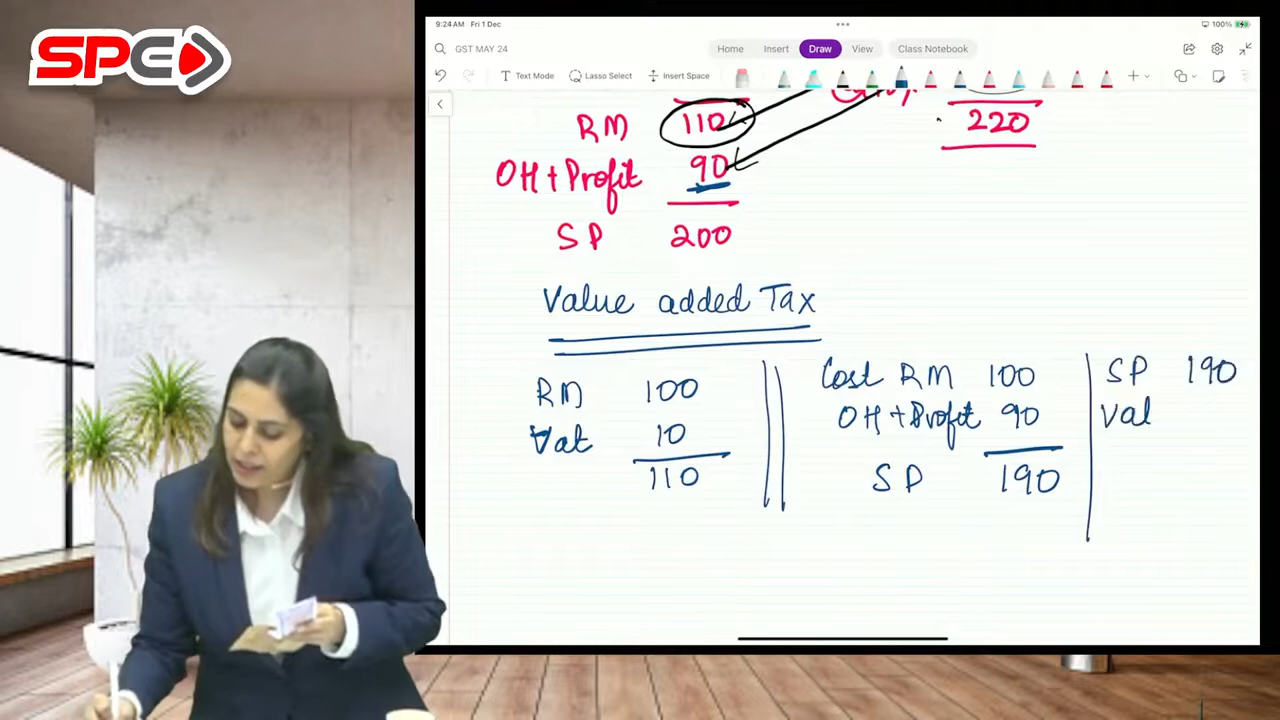 SPED
9:24 AM Fri 1 Dec
100%
GST MAY 24
Home Insert Draw View Class Notebook
Text Mode Lasso Select Insert Space
RM 110
220
OH + Profit 90
SP 200
Value added Tax
RM 100
Vat 10
110
Cost RM 100
OH + Profit 90
SP 190
SP 190
Val